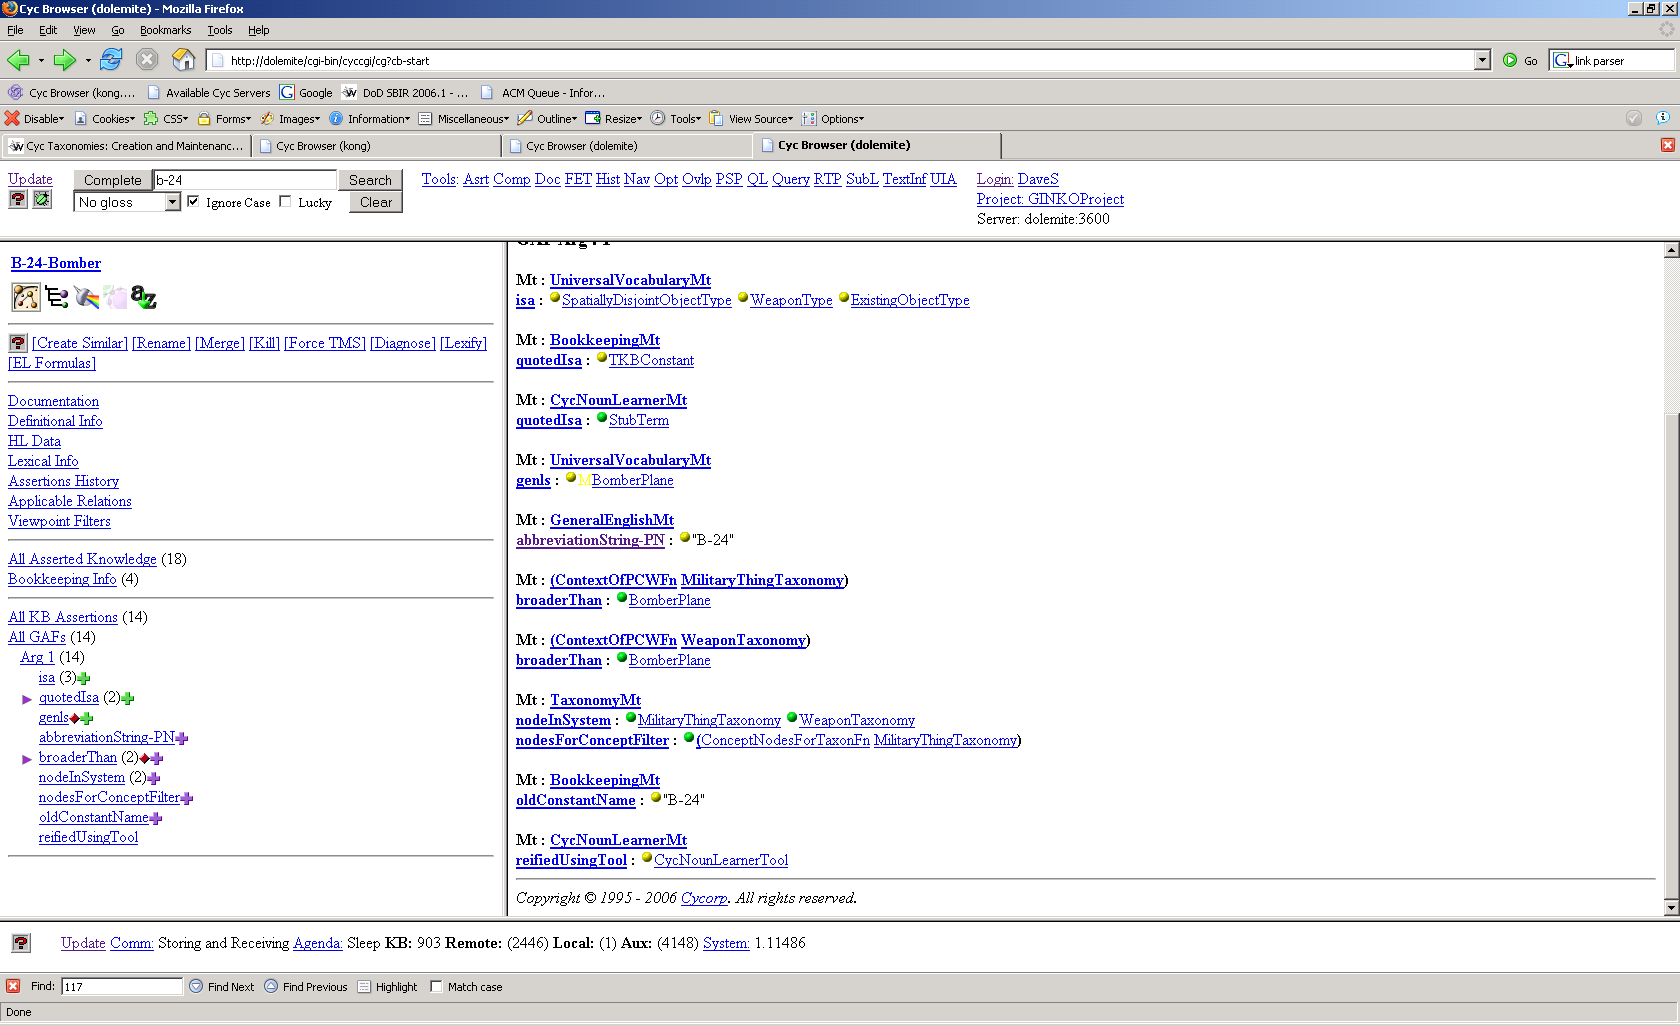 Cyc Browser (dolemite) - Mozilla Firefox
File Edit View Go Bookmarks Tools Help
http://dolemite/cgi-bin/cyccgi/cg?cb-start Go link parser
Cyc Browser (kong.... Available Cyc Servers Google DoD SBIR 2006.1 - ... ACM Queue - Infor...
Disable Cookies CSS Forms Images Information Miscellaneous Outline Resize Tools View Source Options
Cyc Taxonomies: Creation and Maintenanc... Cyc Browser (kong) Cyc Browser (dolemite) Cyc Browser (dolemite)
Update Complete b-24 Search Tools: Asrt Comp Doc FET Hist Nav Opt Ovlp PSP QL Query RTP SubL TextInf UIA Login: DaveS
No gloss Ignore Case Lucky Clear Project: GINKOProject
Server: dolemite:3600
B-24-Bomber
[Create Similar] [Rename] [Merge] [Kill] [Force TMS] [Diagnose] [Lexify]
[EL Formulas]
Documentation
Definitional Info
HL Data
Lexical Info
Assertions History
Applicable Relations
Viewpoint Filters
All Asserted Knowledge (18)
Bookkeeping Info (4)
All KB Assertions (14)
All GAFs (14)
Arg 1 (14)
isa (3)
quotedIsa (2)
genls
abbreviationString-PN
broaderThan (2)
nodeInSystem (2)
nodesForConceptFilter
oldConstantName
reifiedUsingTool
Mt : UniversalVocabularyMt
isa : SpatiallyDisjointObjectType WeaponType ExistingObjectType
Mt : BookkeepingMt
quotedIsa : TKBConstant
Mt : CycNounLearnerMt
quotedIsa : StubTerm
Mt : UniversalVocabularyMt
genls : MBomberPlane
Mt : GeneralEnglishMt
abbreviationString-PN : "B-24"
Mt : (ContextOfPCWFn MilitaryThingTaxonomy)
broaderThan : BomberPlane
Mt : (ContextOfPCWFn WeaponTaxonomy)
broaderThan : BomberPlane
Mt : TaxonomyMt
nodeInSystem : MilitaryThingTaxonomy WeaponTaxonomy
nodesForConceptFilter : (ConceptNodesForTaxonFn MilitaryThingTaxonomy)
Mt : BookkeepingMt
oldConstantName : "B-24"
Mt : CycNounLearnerMt
reifiedUsingTool : CycNounLearnerTool
Copyright © 1995 - 2006 Cycorp. All rights reserved.
Update Comm: Storing and Receiving Agenda: Sleep KB: 903 Remote: (2446) Local: (1) Aux: (4148) System: 1.11486
Find: 117 Find Next Find Previous Highlight Match case
Done